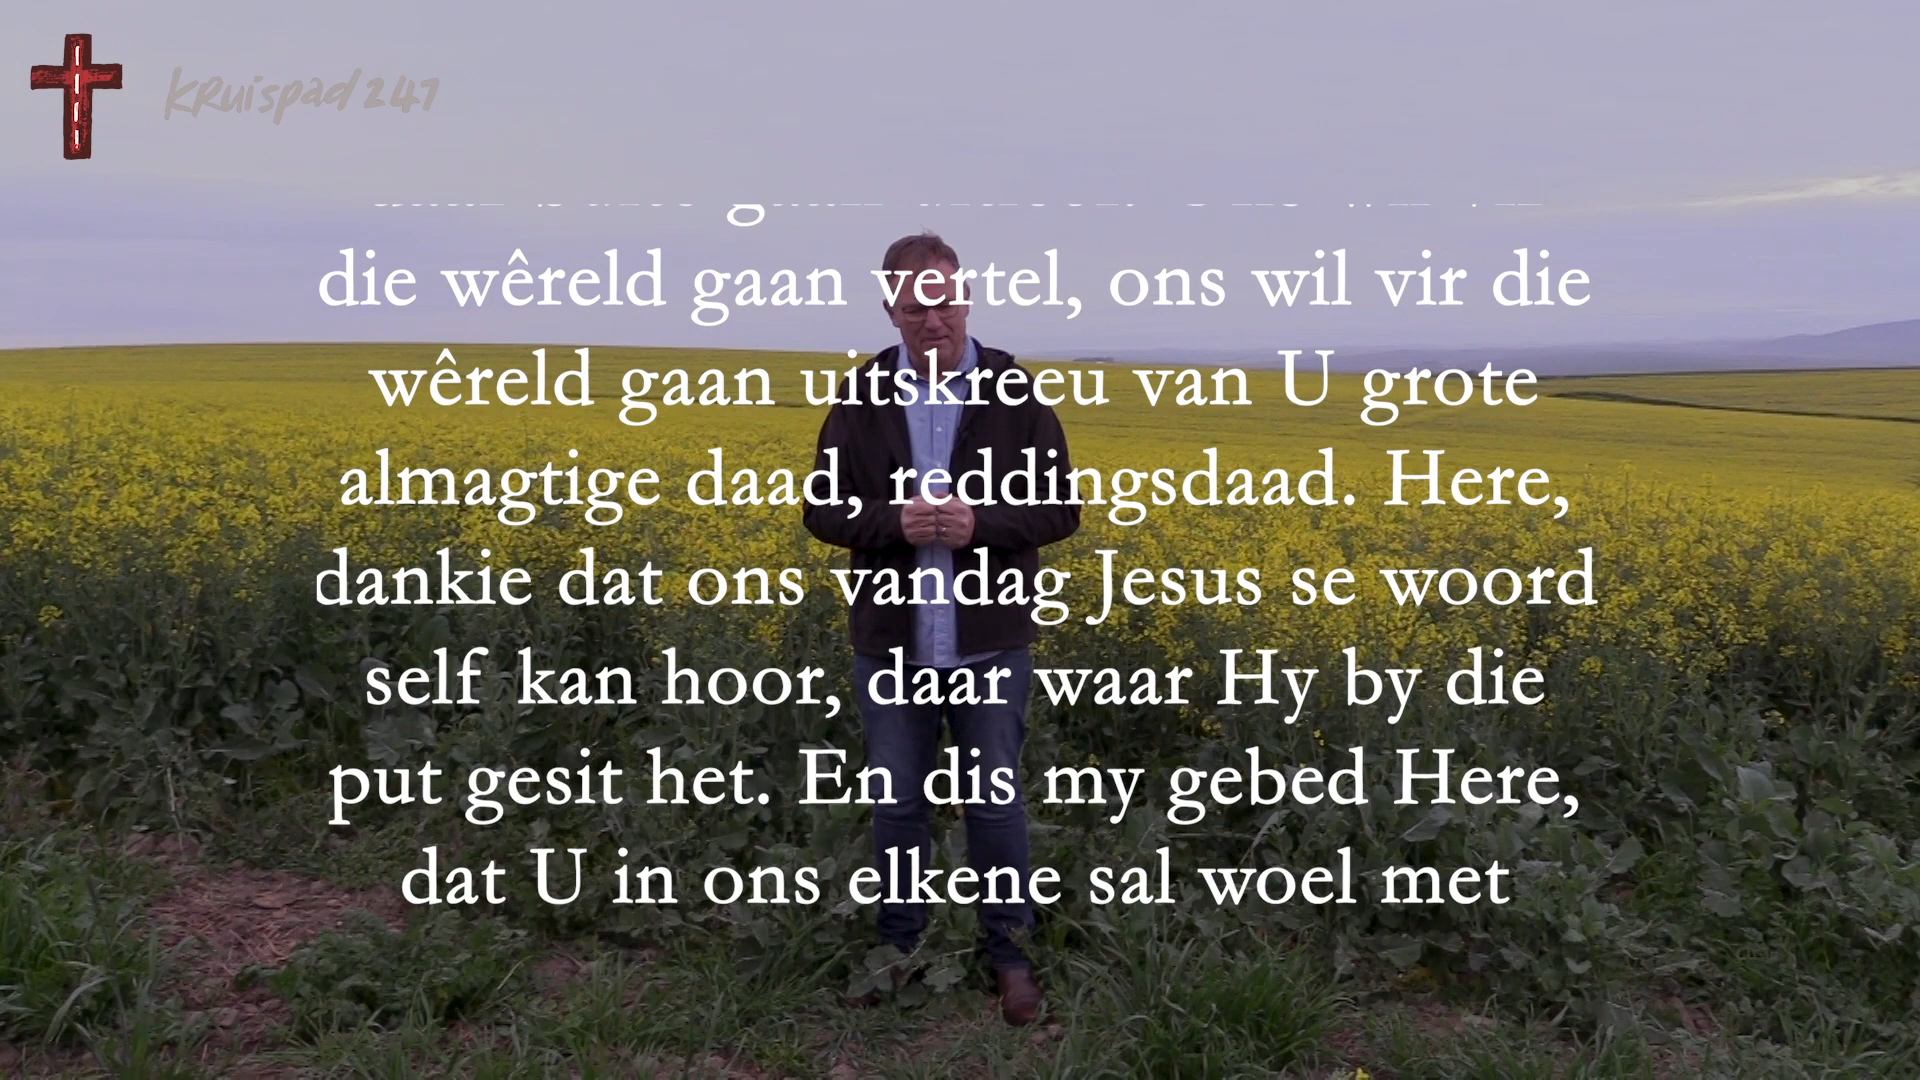 KRuispad 247
die wêreld gaan vertel, ons wil vir die
wêreld gaan uitskreeu van U grote
almagtige daad, reddingsdaad. Here,
dankie dat ons vandag Jesus se woord
self kan hoor, daar waar Hy by die
put gesit het. En dis my gebed Here,
dat U in ons elkene sal woel met